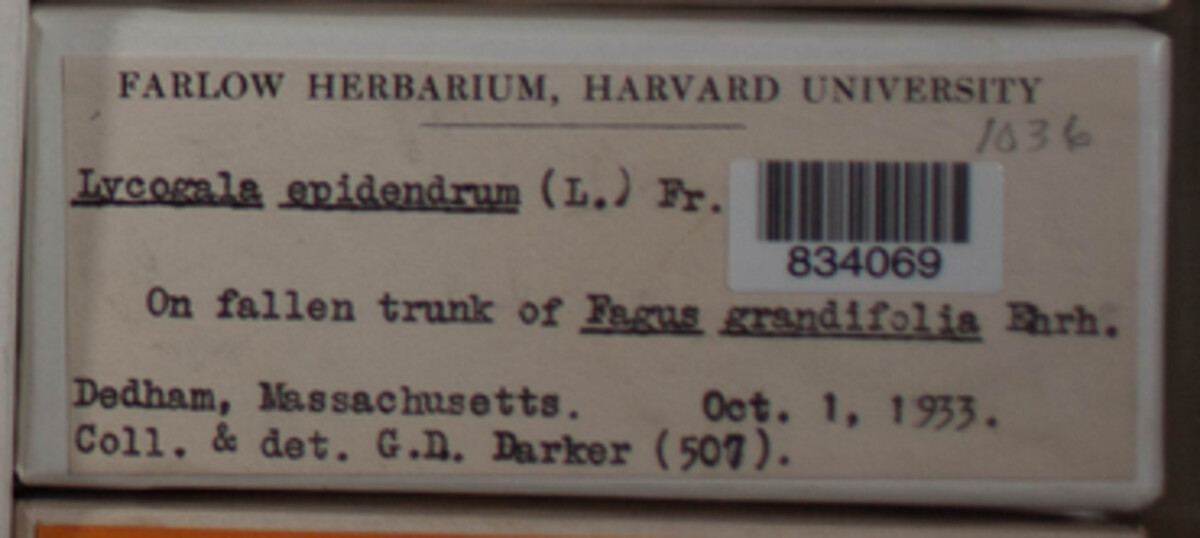 FARLOW HERBARIUM, HARVARD UNIVERSITY
1036
Lycogala epidendrum (L.) Fr.
834069
On fallen trunk of Fagus grandifolia Ehrh.
Dedham, Massachusetts. Oct. 1, 1933.
Coll. & det. G.D. Darker (507).